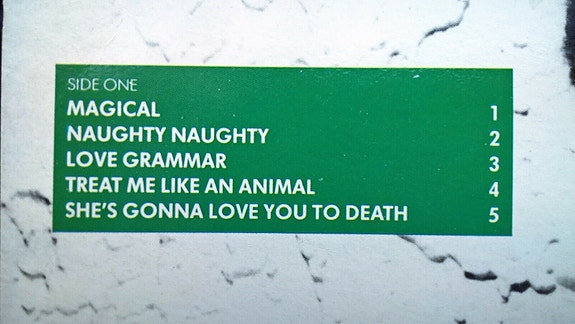 SIDE ONE
MAGICAL 1
NAUGHTY NAUGHTY 2
LOVE GRAMMAR 3
TREAT ME LIKE AN ANIMAL 4
SHE'S GONNA LOVE YOU TO DEATH 5